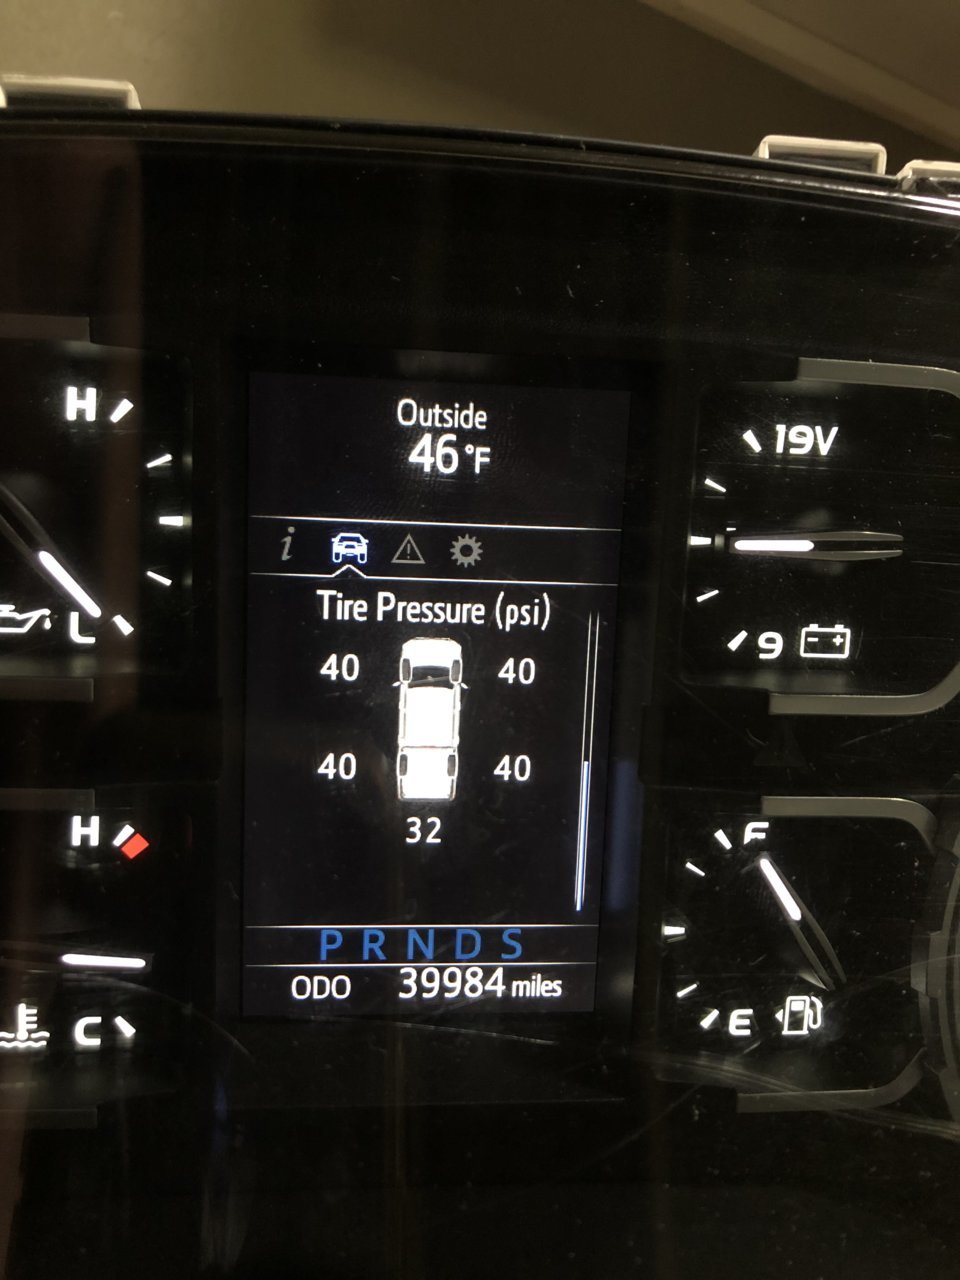 Outside
46°F
H
19V
i
Tire Pressure (psi)
40 40
L
9
40 40
32
H
F
P R N D S
ODO 39984 miles
C
E